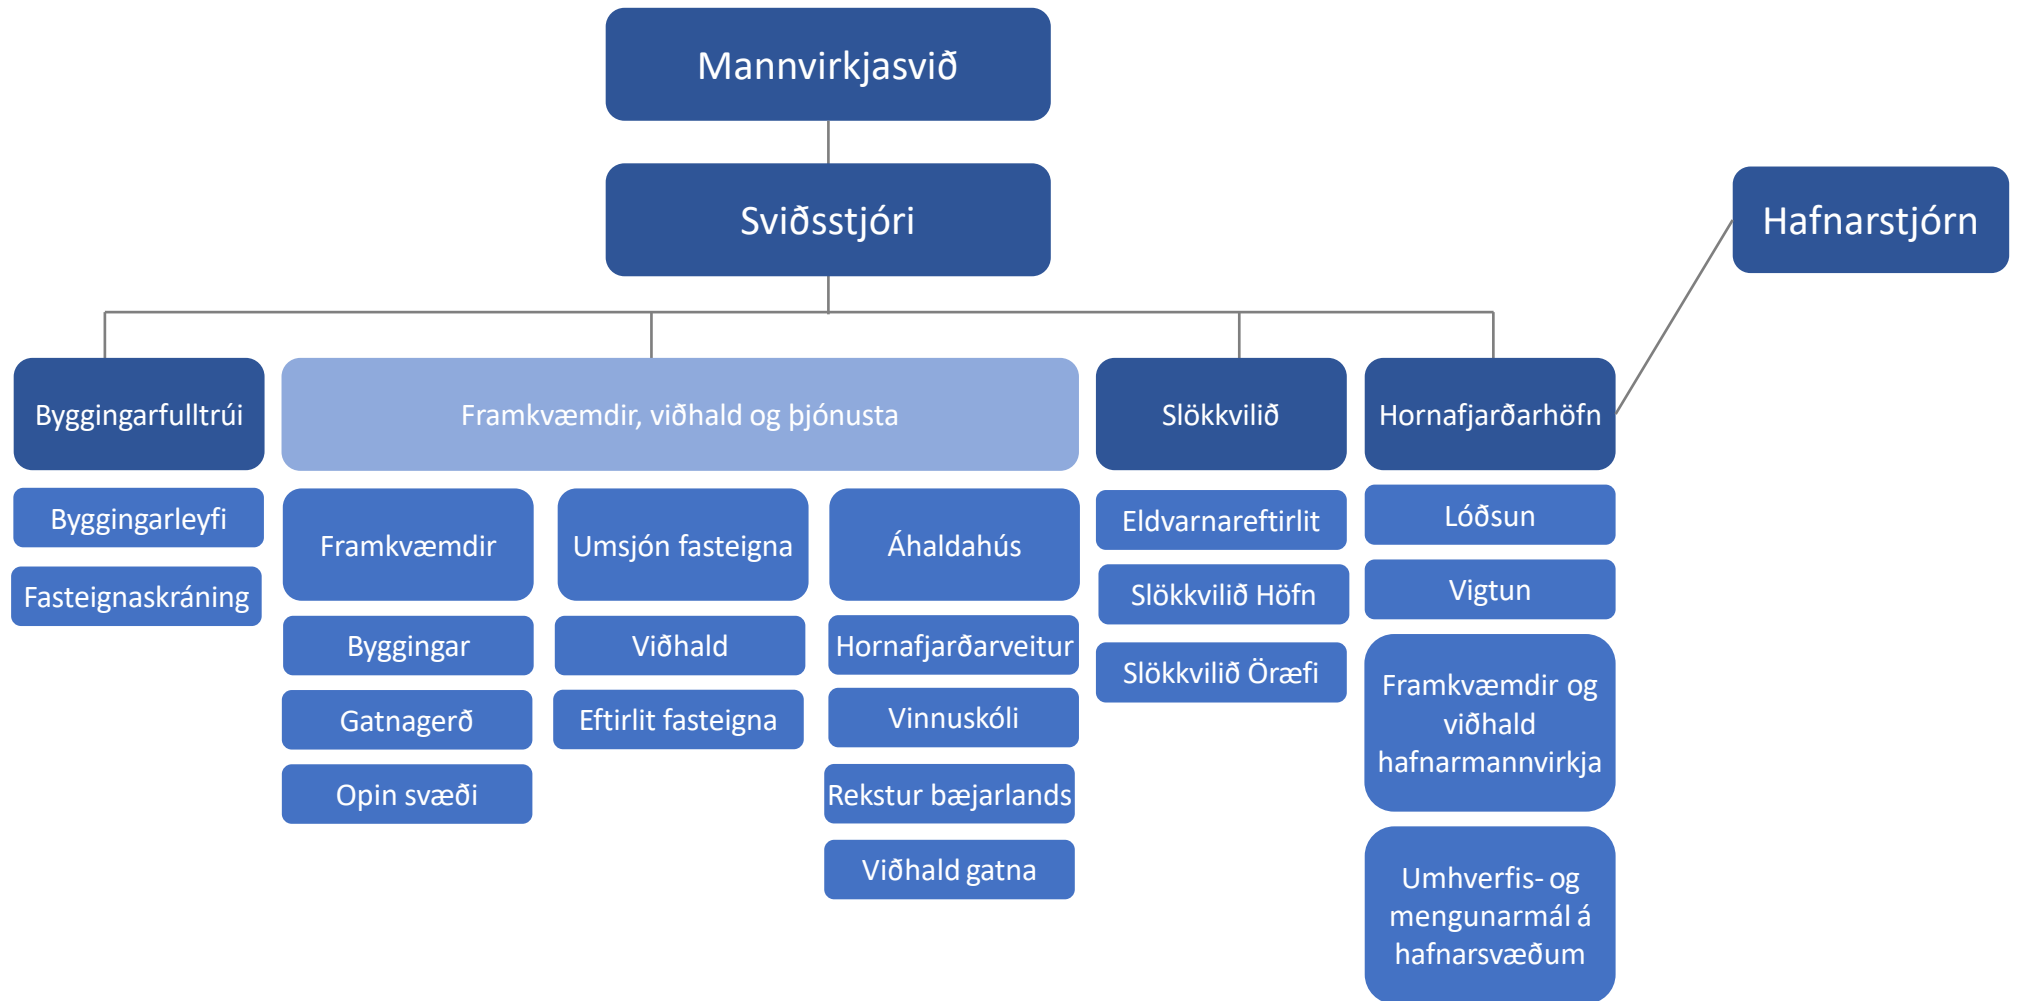 Mannvirkjasvið
Sviðsstjóri
Hafnarstjórn
Byggingarfulltrúi
Byggingarleyfi
Fasteignaskráning
Framkvæmdir, viðhald og þjónusta
Framkvæmdir
Byggingar
Gatnagerð
Opin svæði
Umsjón fasteigna
Viðhald
Eftirlit fasteigna
Áhaldahús
Hornafjarðarveitur
Vinnuskóli
Rekstur bæjarlands
Viðhald gatna
Slökkvilið
Eldvarnareftirlit
Slökkvilið Höfn
Slökkvilið Öræfi
Hornafjarðarhöfn
Lóðsun
Vigtun
Framkvæmdir og
viðhald
hafnarmannvirkja
Umhverfis- og
mengunarmál á
hafnarsvæðum